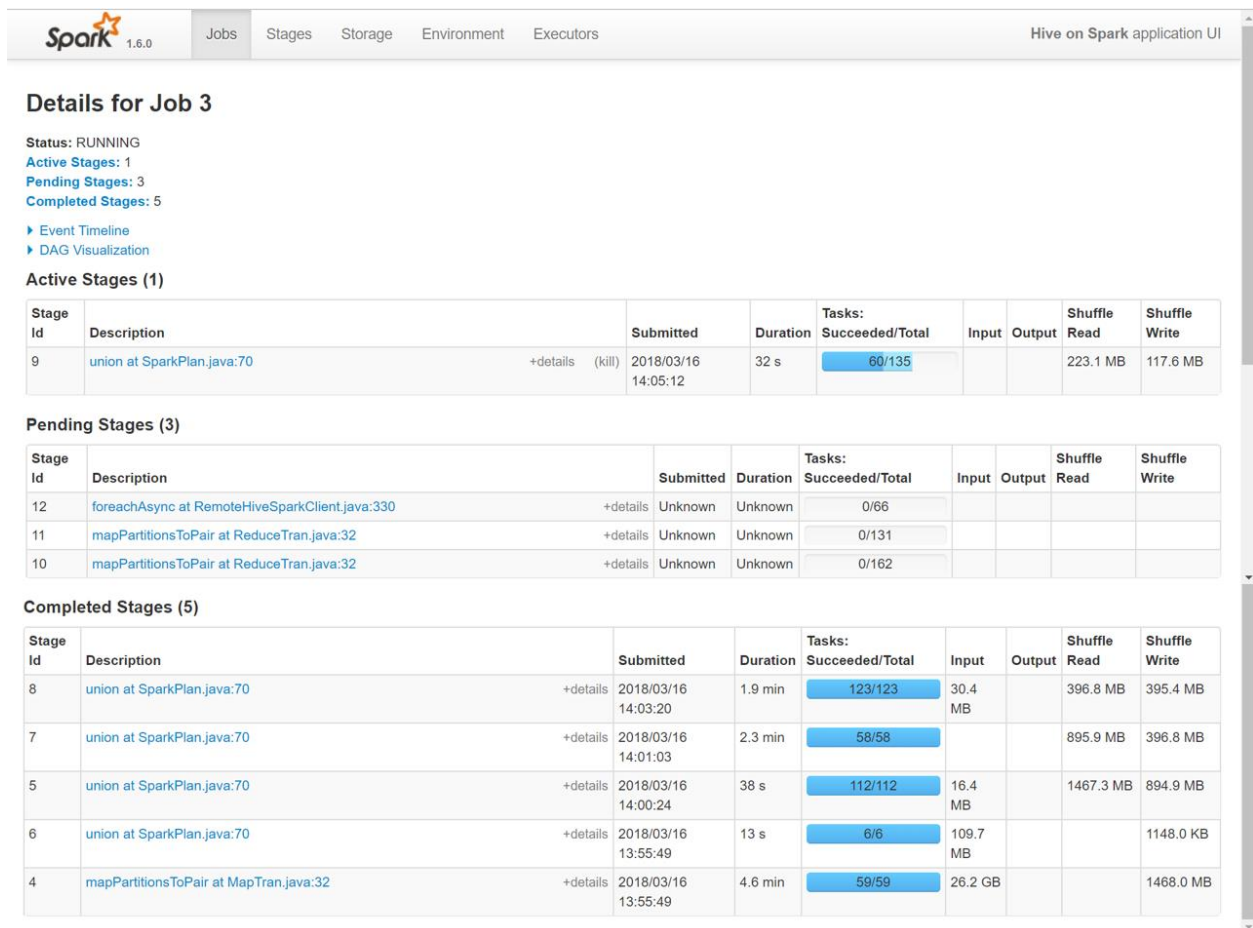 Spark 1.6.0 Jobs Stages Storage Environment Executors Hive on Spark application UI
Details for Job 3
Status: RUNNING
Active Stages: 1
Pending Stages: 3
Completed Stages: 5
Event Timeline
DAG Visualization
Active Stages (1)
Stage Id Description Submitted Duration Tasks: Succeeded/Total Input Output Shuffle Read Shuffle Write
9 union at SparkPlan.java:70 +details (kill) 2018/03/16 14:05:12 32 s 60/135 223.1 MB 117.6 MB
Pending Stages (3)
Stage Id Description Submitted Duration Tasks: Succeeded/Total Input Output Shuffle Read Shuffle Write
12 foreachAsync at RemoteHiveSparkClient.java:330 +details Unknown Unknown 0/66
11 mapPartitionsToPair at ReduceTran.java:32 +details Unknown Unknown 0/131
10 mapPartitionsToPair at ReduceTran.java:32 +details Unknown Unknown 0/162
Completed Stages (5)
Stage Id Description Submitted Duration Tasks: Succeeded/Total Input Output Shuffle Read Shuffle Write
8 union at SparkPlan.java:70 +details 2018/03/16 14:03:20 1.9 min 123/123 30.4 MB 396.8 MB 395.4 MB
7 union at SparkPlan.java:70 +details 2018/03/16 14:01:03 2.3 min 58/58 895.9 MB 396.8 MB
5 union at SparkPlan.java:70 +details 2018/03/16 14:00:24 38 s 112/112 16.4 MB 1467.3 MB 894.9 MB
6 union at SparkPlan.java:70 +details 2018/03/16 13:55:49 13 s 6/6 109.7 MB 1148.0 KB
4 mapPartitionsToPair at MapTran.java:32 +details 2018/03/16 13:55:49 4.6 min 59/59 26.2 GB 1468.0 MB